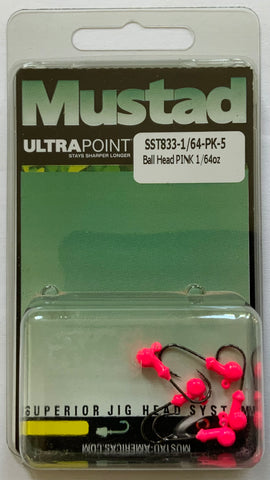 Mustad
ULTRAPOINT
STAYS SHARPER LONGER
SST833-1/64-PK-5
Ball Head PINK 1/64oz
SUPERIOR JIG HEAD SYSTEM
MUSTAD-AMERICAS.COM